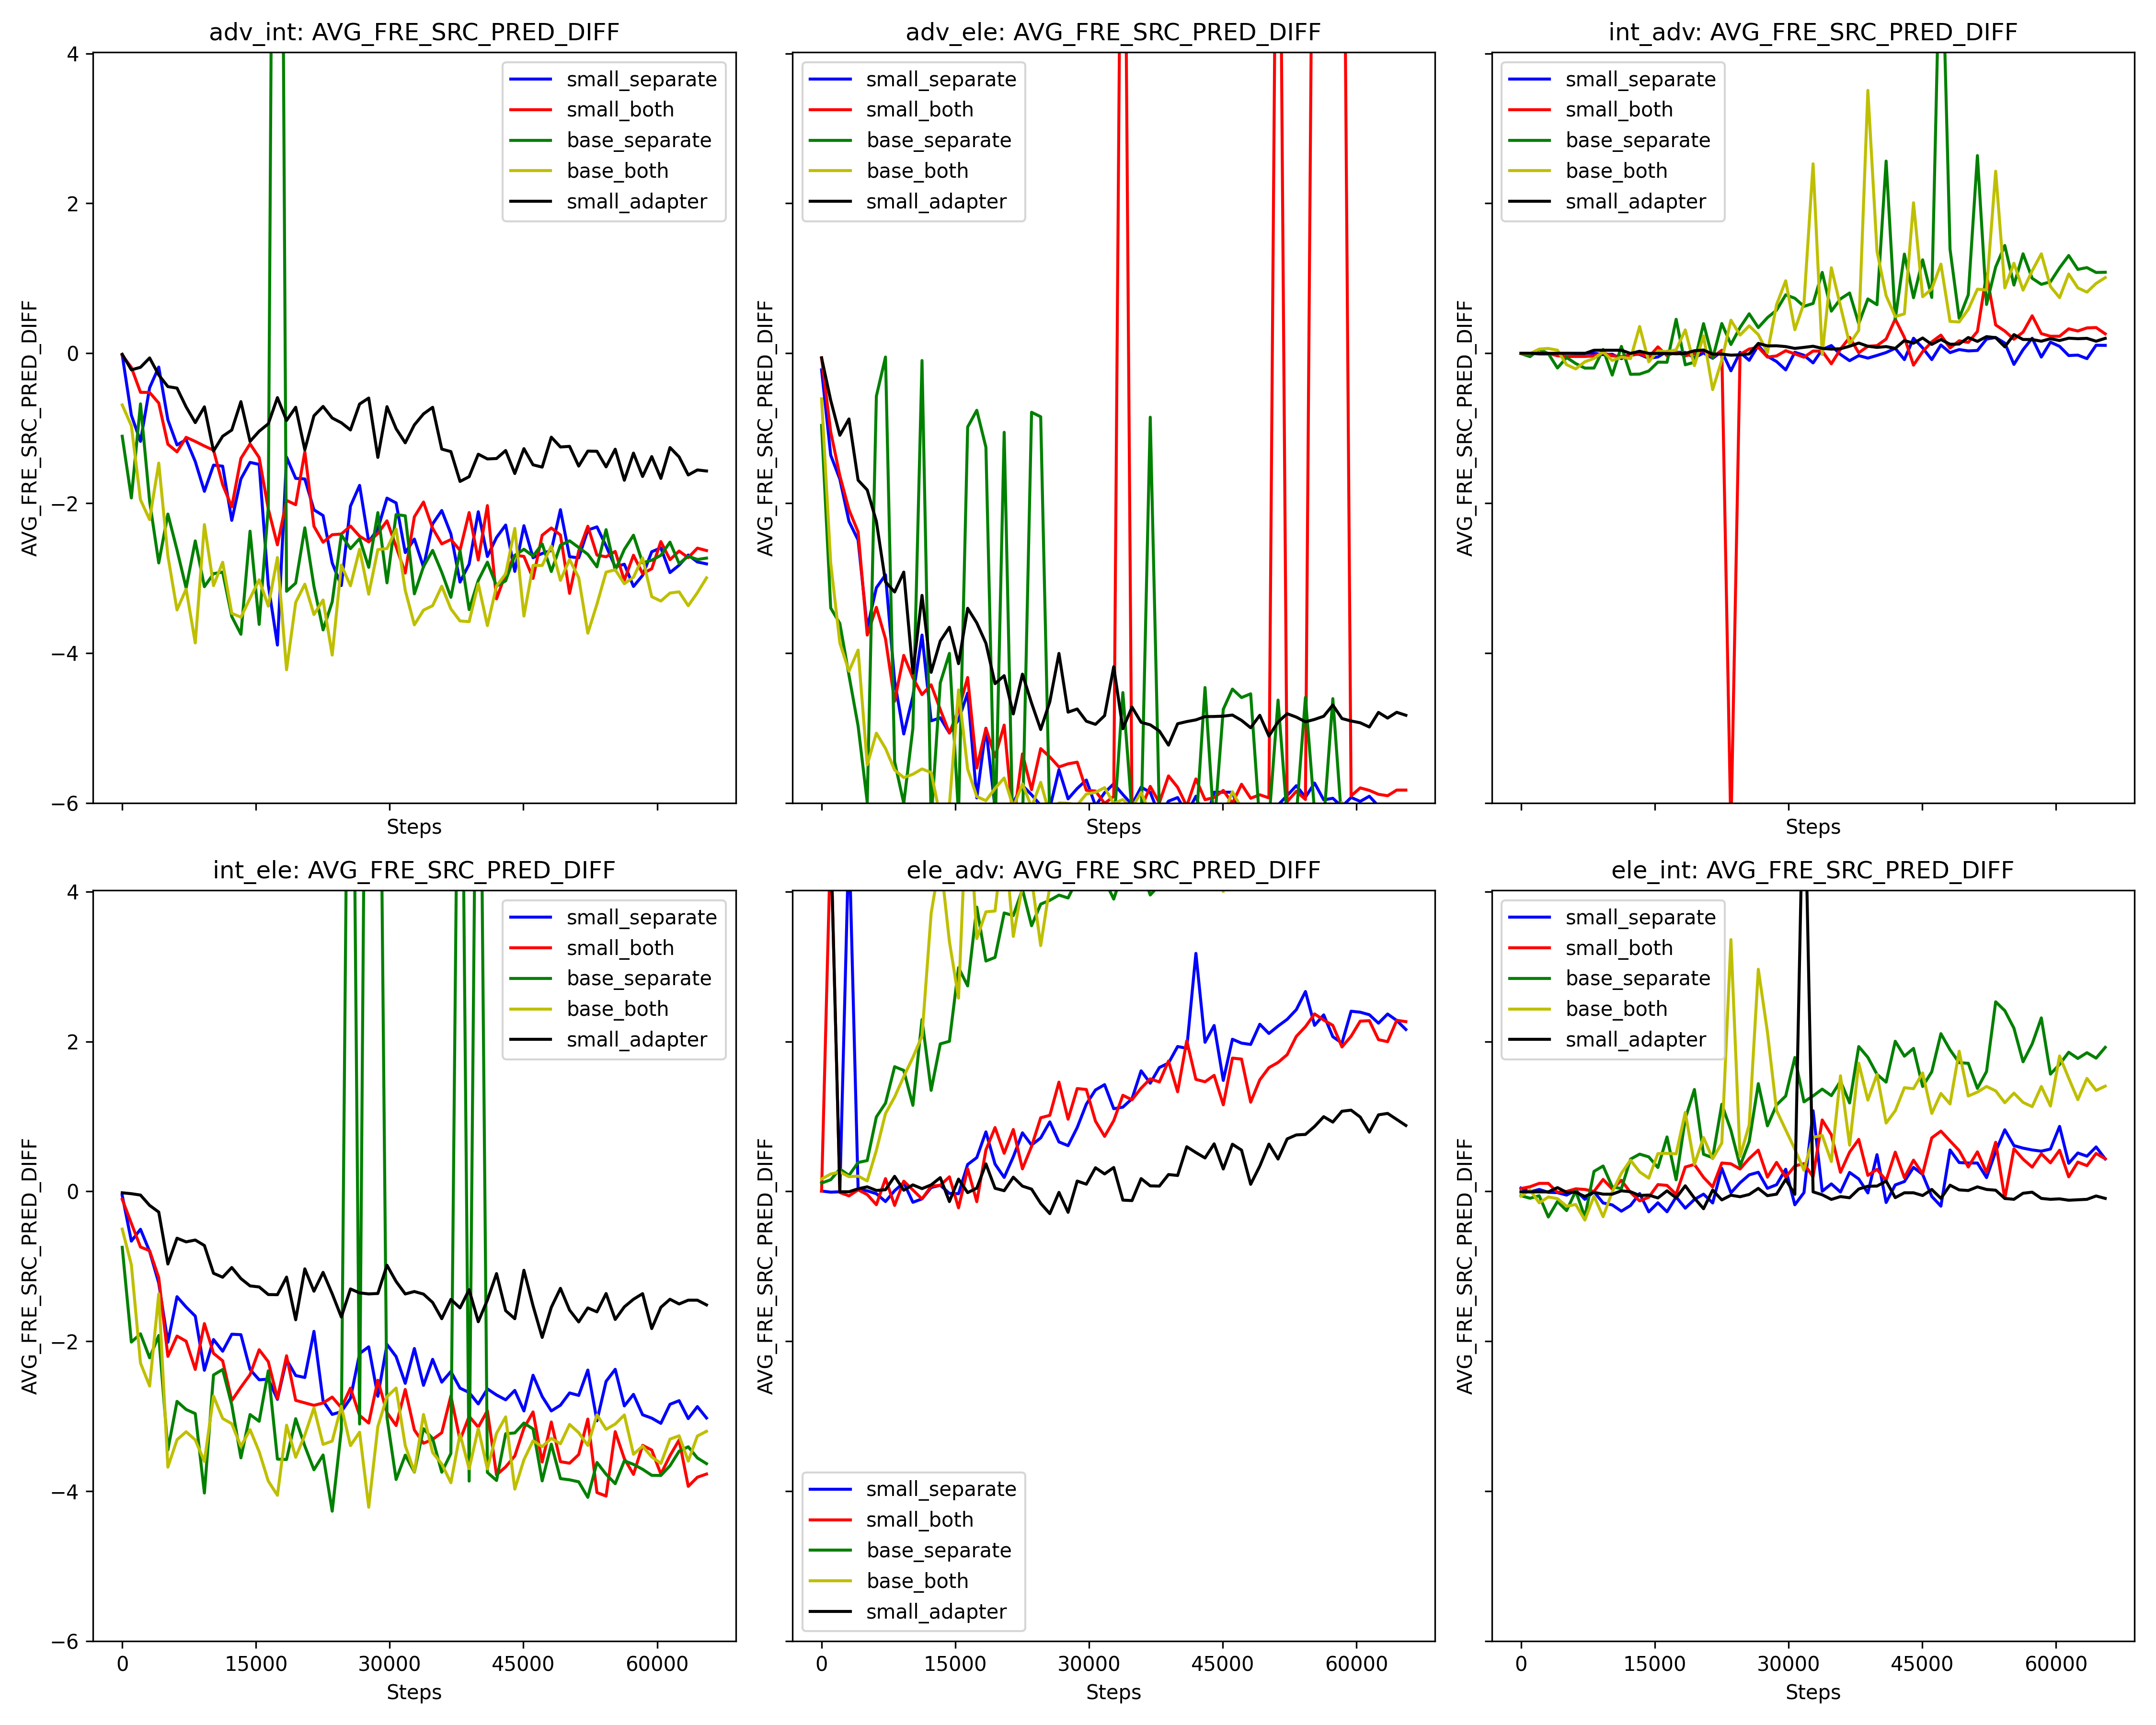 adv_int: AVG_FRE_SRC_PRED_DIFF
AVG_FRE_SRC_PRED_DIFF
4
2
0
−2
−4
−6
small_separate
small_both
base_separate
base_both
small_adapter
Steps
adv_ele: AVG_FRE_SRC_PRED_DIFF
AVG_FRE_SRC_PRED_DIFF
small_separate
small_both
base_separate
base_both
small_adapter
Steps
int_adv: AVG_FRE_SRC_PRED_DIFF
AVG_FRE_SRC_PRED_DIFF
small_separate
small_both
base_separate
base_both
small_adapter
Steps
int_ele: AVG_FRE_SRC_PRED_DIFF
AVG_FRE_SRC_PRED_DIFF
4
2
0
−2
−4
−6
small_separate
small_both
base_separate
base_both
small_adapter
0 15000 30000 45000 60000
Steps
ele_adv: AVG_FRE_SRC_PRED_DIFF
AVG_FRE_SRC_PRED_DIFF
small_separate
small_both
base_separate
base_both
small_adapter
0 15000 30000 45000 60000
Steps
ele_int: AVG_FRE_SRC_PRED_DIFF
AVG_FRE_SRC_PRED_DIFF
small_separate
small_both
base_separate
base_both
small_adapter
0 15000 30000 45000 60000
Steps